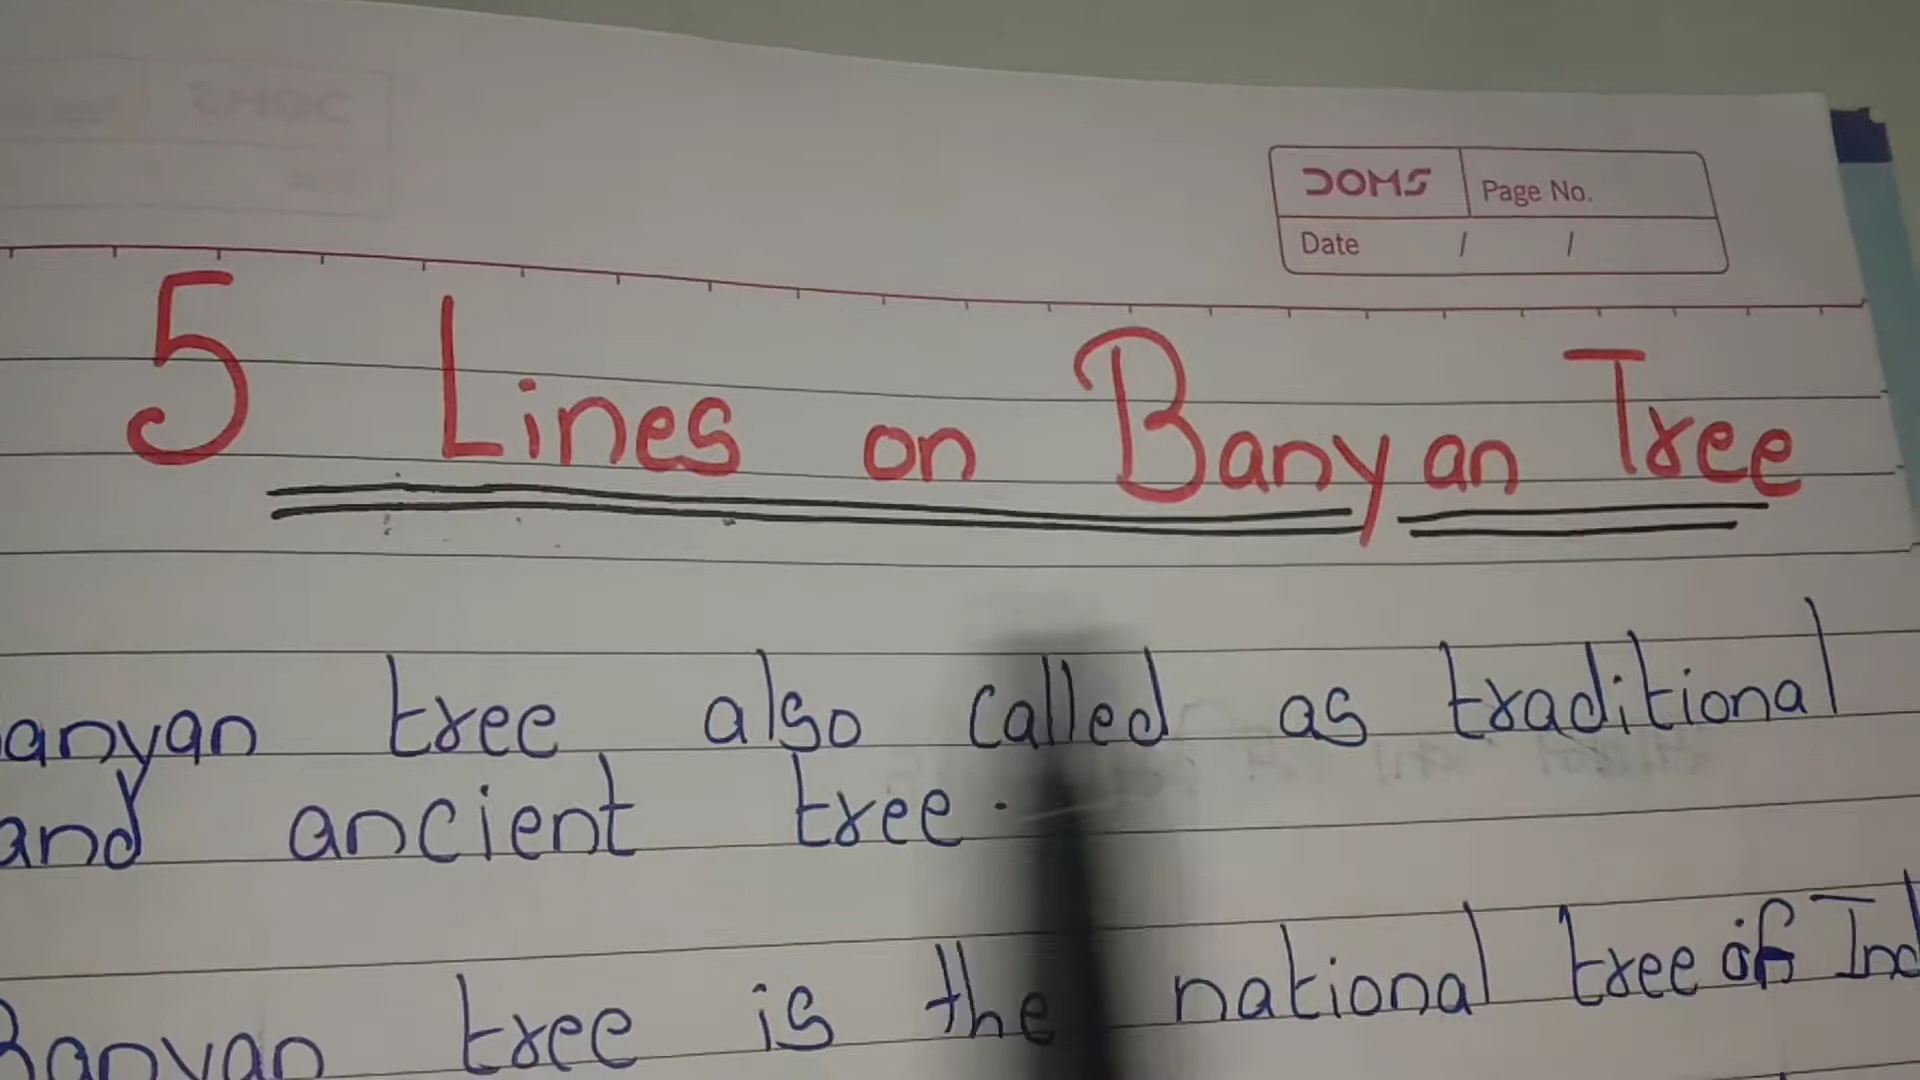 DOMS
Page No.
Date / /
5 Lines on Banyan Tree
anyan tree also called as traditional
and ancient tree.
Banyan tree is the national tree of Ind